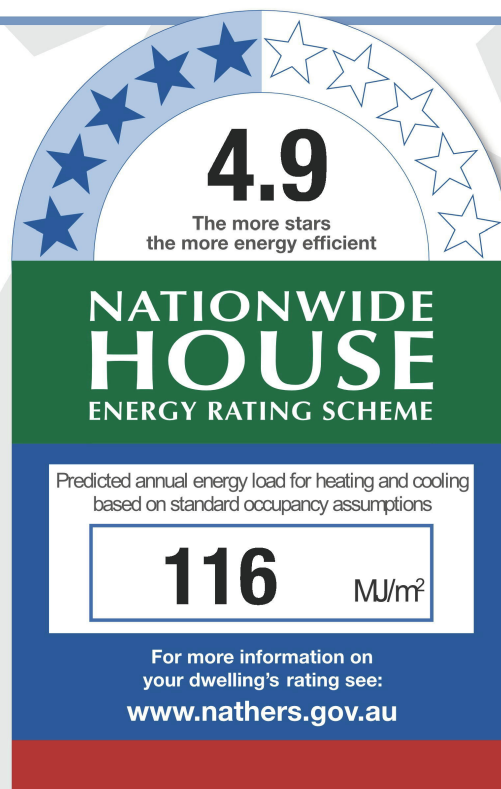 4.9
The more stars
the more energy efficient
NATIONWIDE
HOUSE
ENERGY RATING SCHEME
Predicted annual energy load for heating and cooling
based on standard occupancy assumptions
116 MJ/m²
For more information on
your dwelling's rating see:
www.nathers.gov.au